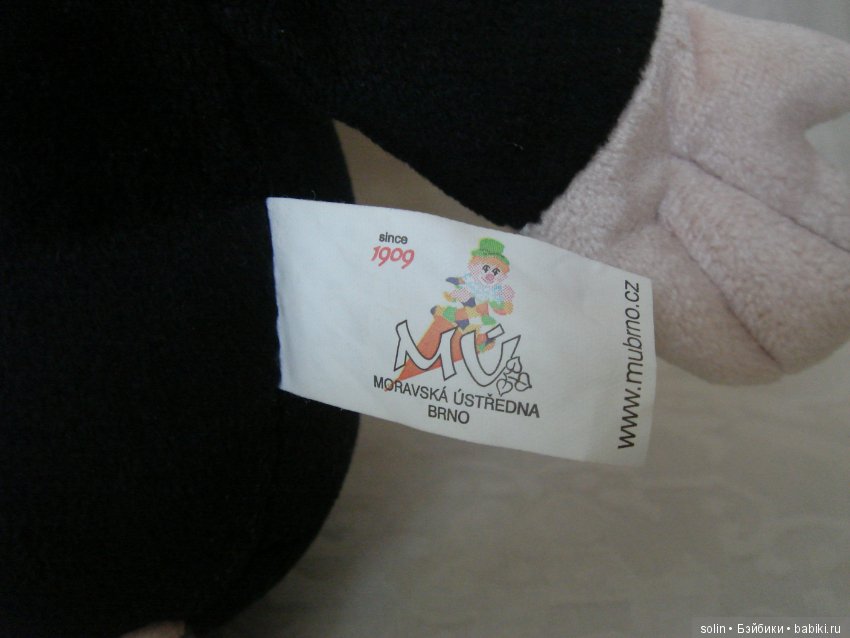 since
1909
MÚ
MORAVSKÁ ÚSTŘEDNA
BRNO
www.mubrno.cz
solin • Бэйбики • babiki.ru